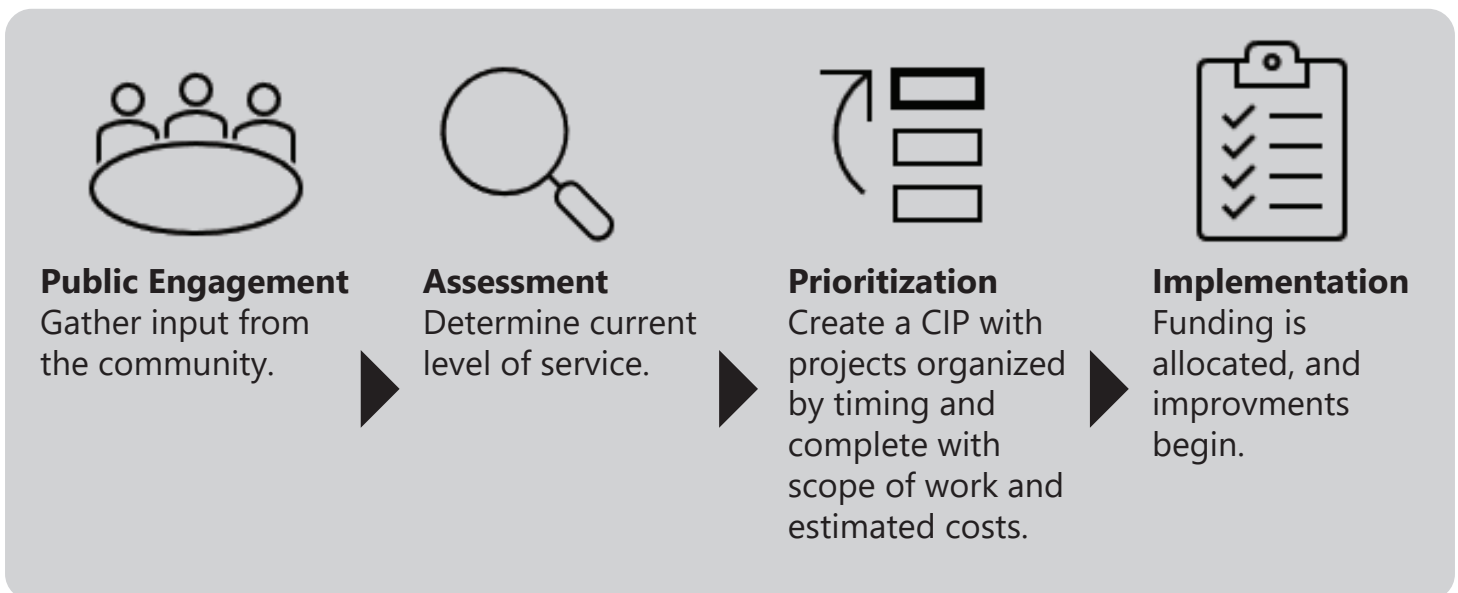 Public Engagement
Gather input from
the community.
Assessment
Determine current
level of service.
Prioritization
Create a CIP with
projects organized
by timing and
complete with
scope of work and
estimated costs.
Implementation
Funding is
allocated, and
improvments
begin.